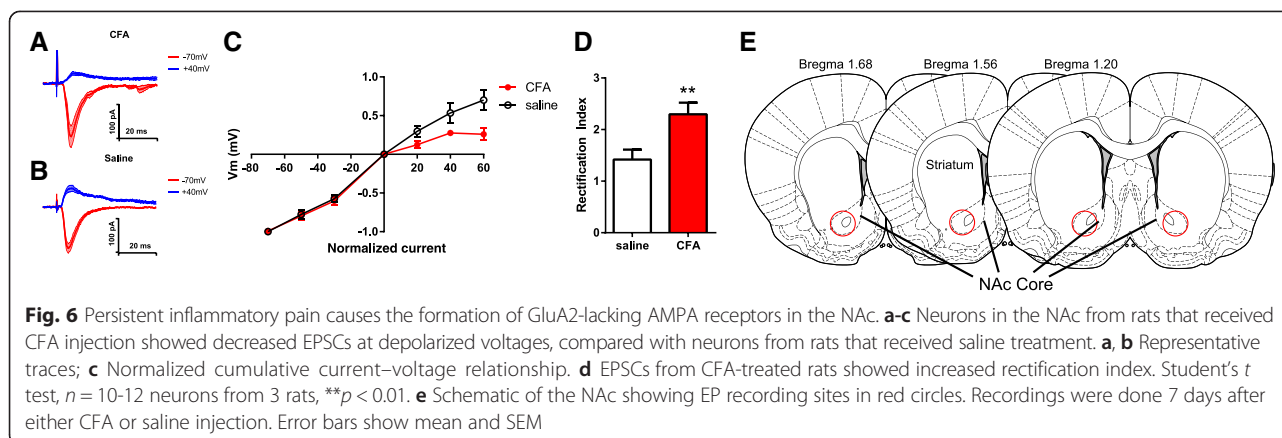 A
CFA
-70mV
+40mV
100 pA
20 ms
B
Saline
-70mV
+40mV
100 pA
20 ms
C
1.0
0.5
-0.5
-1.0
-80 -60 -40 -20 0 20 40 60
Vm (mV)
Normalized current
CFA
saline
D
3
2
1
0
Rectification Index
**
saline CFA
E
Bregma 1.68 Bregma 1.56 Bregma 1.20
Striatum
NAc Core
Fig. 6 Persistent inflammatory pain causes the formation of GluA2-lacking AMPA receptors in the NAc. a-c Neurons in the NAc from rats that received
CFA injection showed decreased EPSCs at depolarized voltages, compared with neurons from rats that received saline treatment. a, b Representative
traces; c Normalized cumulative current–voltage relationship. d EPSCs from CFA-treated rats showed increased rectification index. Student's t
test, n = 10-12 neurons from 3 rats, **p < 0.01. e Schematic of the NAc showing EP recording sites in red circles. Recordings were done 7 days after
either CFA or saline injection. Error bars show mean and SEM